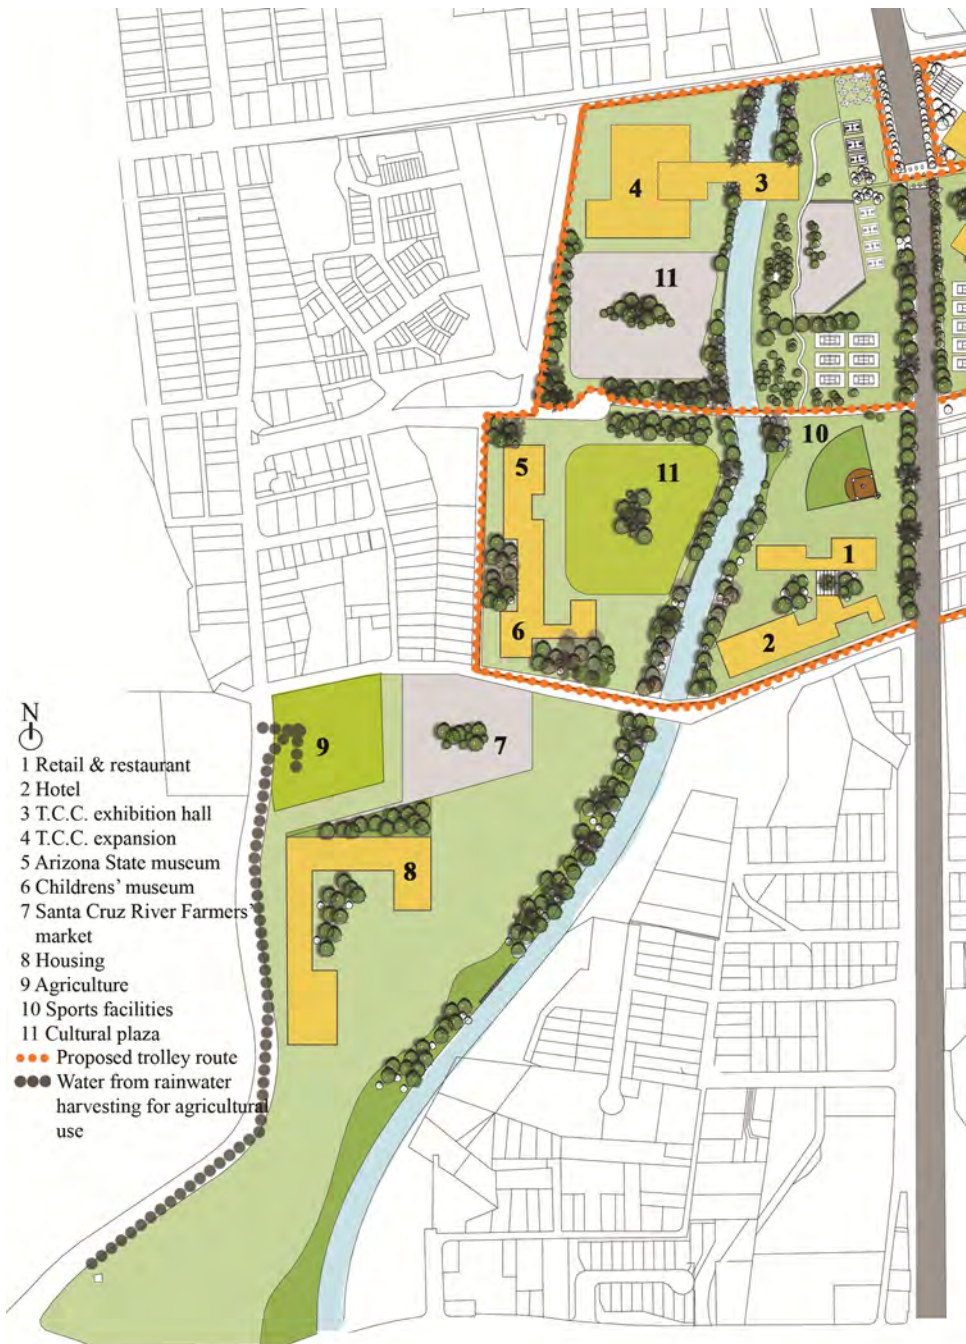 4
3
11
5
11
10
1
6
2
9
7
8
N
1 Retail & restaurant
2 Hotel
3 T.C.C. exhibition hall
4 T.C.C. expansion
5 Arizona State museum
6 Childrens’ museum
7 Santa Cruz River Farmers’
market
8 Housing
9 Agriculture
10 Sports facilities
11 Cultural plaza
Proposed trolley route
Water from rainwater
harvesting for agricultural
use